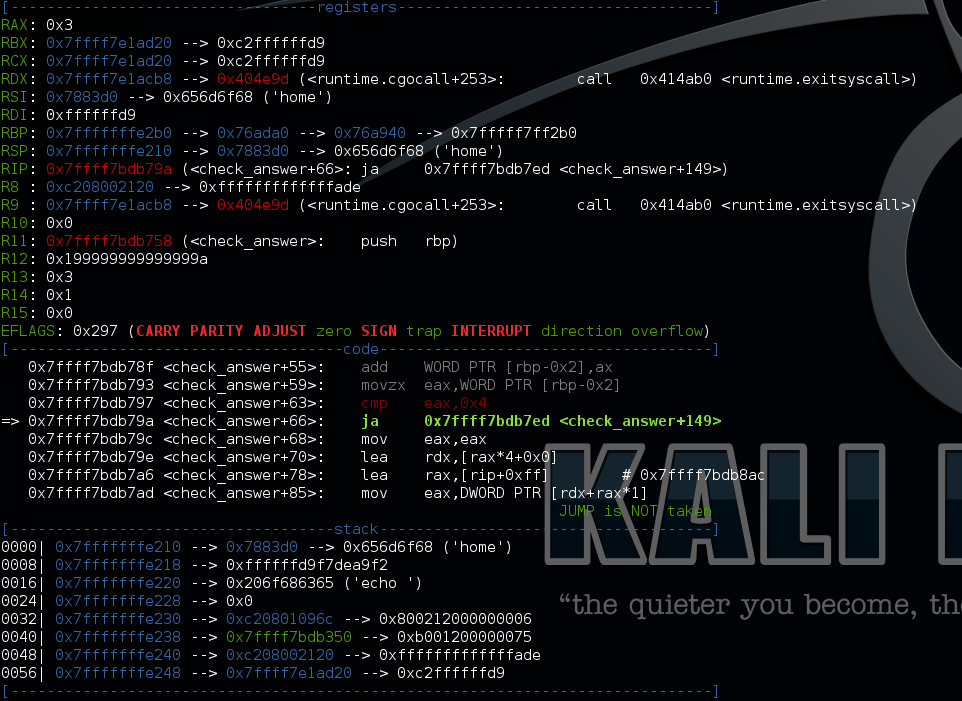 [----------------------------------registers-----------------------------------]
RAX: 0x3
RBX: 0x7ffff7e1ad20 --> 0xc2ffffffd9
RCX: 0x7ffff7e1ad20 --> 0xc2ffffffd9
RDX: 0x7ffff7e1acb8 --> 0x404e9d (<runtime.cgocall+253>:        call   0x414ab0 <runtime.exitsyscall>)
RSI: 0x7883d0 --> 0x656d6f68 ('home')
RDI: 0xffffffd9
RBP: 0x7fffffffe2b0 --> 0x76ada0 --> 0x76a940 --> 0x7fffff7ff2b0
RSP: 0x7fffffffe210 --> 0x7883d0 --> 0x656d6f68 ('home')
RIP: 0x7ffff7bdb79a (<check_answer+66>: ja     0x7ffff7bdb7ed <check_answer+149>)
R8 : 0xc208002120 --> 0xfffffffffffffade
R9 : 0x7ffff7e1acb8 --> 0x404e9d (<runtime.cgocall+253>:        call   0x414ab0 <runtime.exitsyscall>)
R10: 0x0
R11: 0x7ffff7bdb758 (<check_answer>:    push   rbp)
R12: 0x199999999999999a
R13: 0x3
R14: 0x1
R15: 0x0
EFLAGS: 0x297 (CARRY PARITY ADJUST zero SIGN trap INTERRUPT direction overflow)
[-------------------------------------code-------------------------------------]
   0x7ffff7bdb78f <check_answer+55>:    add    WORD PTR [rbp-0x2],ax
   0x7ffff7bdb793 <check_answer+59>:    movzx  eax,WORD PTR [rbp-0x2]
   0x7ffff7bdb797 <check_answer+63>:    cmp    eax,0x4
=> 0x7ffff7bdb79a <check_answer+66>:    ja     0x7ffff7bdb7ed <check_answer+149>
   0x7ffff7bdb79c <check_answer+68>:    mov    eax,eax
   0x7ffff7bdb79e <check_answer+70>:    lea    rdx,[rax*4+0x0]
   0x7ffff7bdb7a6 <check_answer+78>:    lea    rax,[rip+0xff]        # 0x7ffff7bdb8ac
   0x7ffff7bdb7ad <check_answer+85>:    mov    eax,DWORD PTR [rdx+rax*1]
                                                              JUMP is NOT taken
[------------------------------------stack-------------------------------------]
0000| 0x7fffffffe210 --> 0x7883d0 --> 0x656d6f68 ('home')
0008| 0x7fffffffe218 --> 0xffffffd9f7dea9f2
0016| 0x7fffffffe220 --> 0x206f686365 ('echo ')
0024| 0x7fffffffe228 --> 0x0
0032| 0x7fffffffe230 --> 0xc20801096c --> 0x800212000000006
0040| 0x7fffffffe238 --> 0x7ffff7bdb350 --> 0xb001200000075
0048| 0x7fffffffe240 --> 0xc208002120 --> 0xfffffffffffffade
0056| 0x7fffffffe248 --> 0x7ffff7e1ad20 --> 0xc2ffffffd9
[------------------------------------------------------------------------------]
KALI
“the quieter you become, the